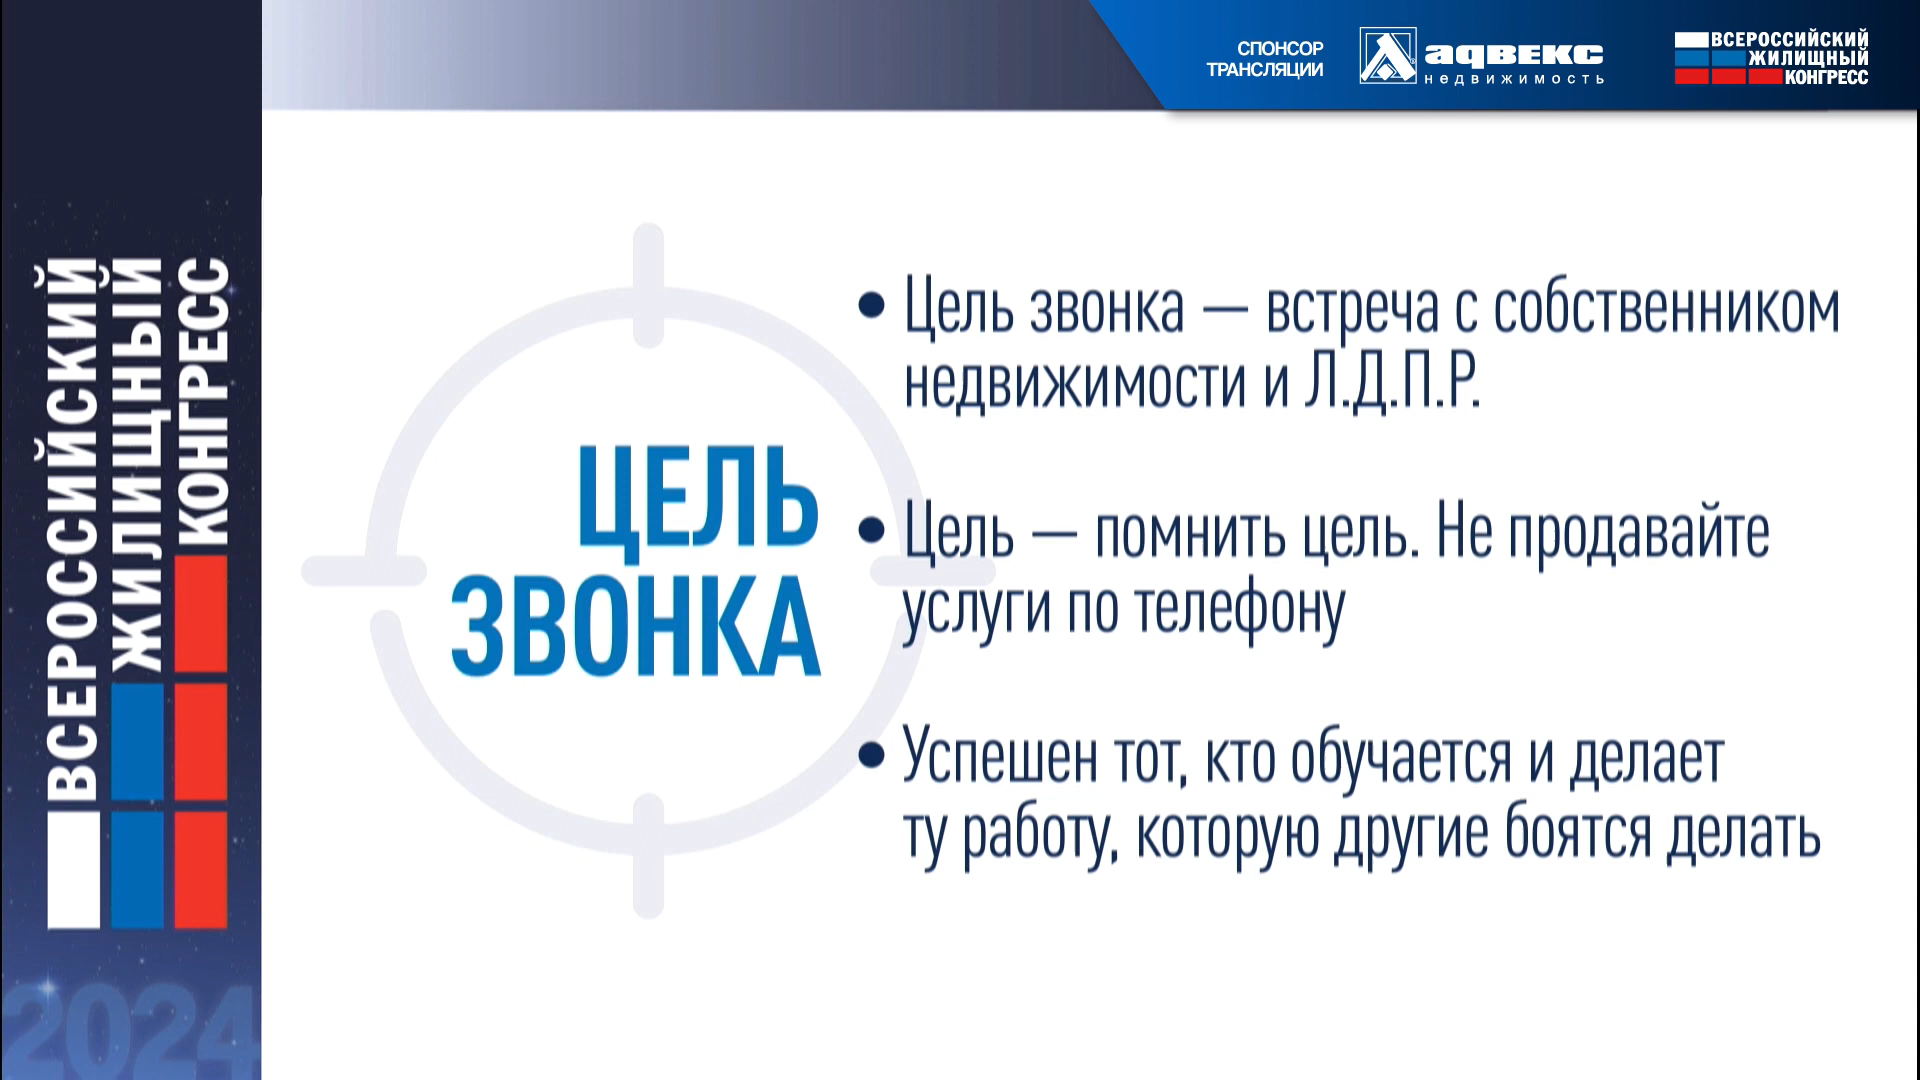 СПОНСОР
ТРАНСЛЯЦИИ
адвекс
недвижимость
ВСЕРОССИЙСКИЙ
ЖИЛИЩНЫЙ
КОНГРЕСС
ВСЕРОССИЙСКИЙ
ЖИЛИЩНЫЙ
КОНГРЕСС
2024
ЦЕЛЬ
ЗВОНКА
• Цель звонка — встреча с собственником
недвижимости и Л.Д.П.Р.
• Цель — помнить цель. Не продавайте
услуги по телефону
• Успешен тот, кто обучается и делает
ту работу, которую другие боятся делать